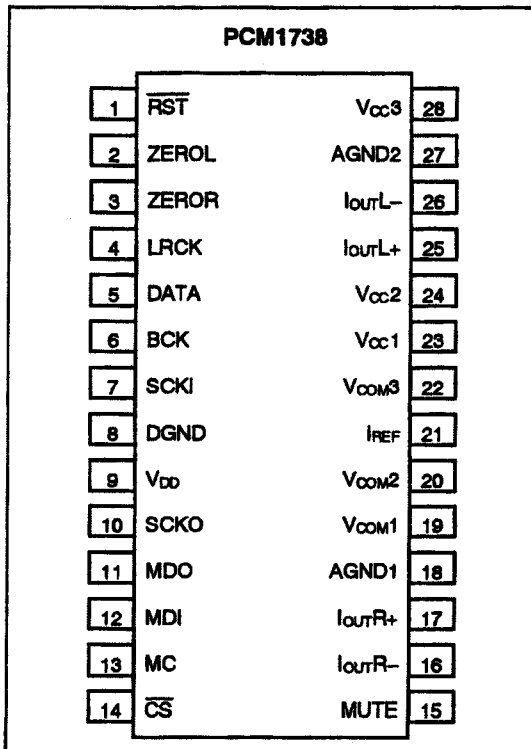 PCM1738
1 RST VCC3 28
2 ZEROL AGND2 27
3 ZEROR IOUTL– 26
4 LRCK IOUTL+ 25
5 DATA VCC2 24
6 BCK VCC1 23
7 SCKI VCOM3 22
8 DGND IREF 21
9 VDD VCOM2 20
10 SCKO VCOM1 19
11 MDO AGND1 18
12 MDI IOUTR+ 17
13 MC IOUTR– 16
14 CS MUTE 15